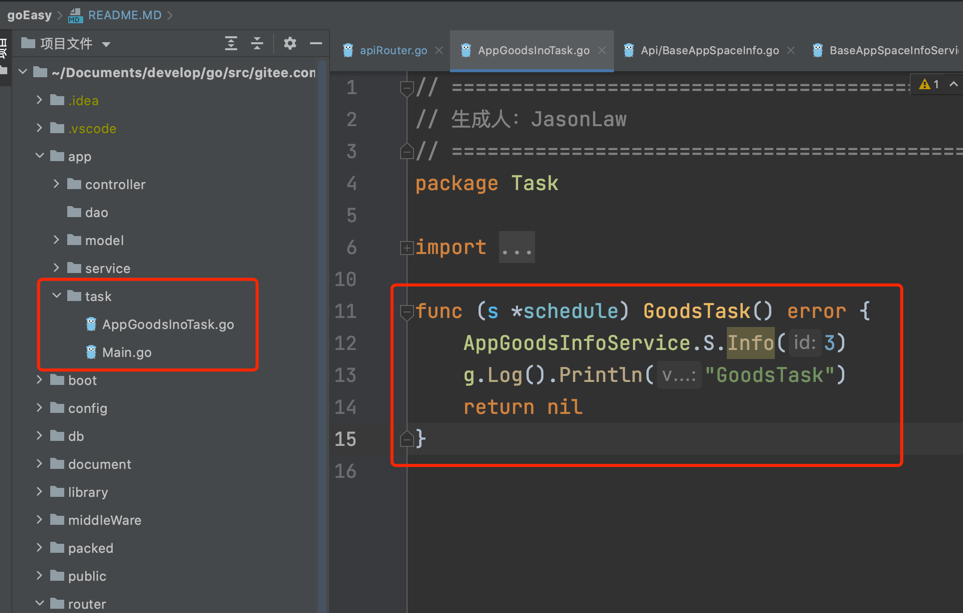 goEasy > README.MD >
项目文件
~/Documents/develop/go/src/gitee.con
.idea
.vscode
app
controller
dao
model
service
task
AppGoodsInoTask.go
Main.go
boot
config
db
document
library
middleWare
packed
public
router
apiRouter.go AppGoodsInoTask.go Api/BaseAppSpaceInfo.go BaseAppSpaceInfoServi
1
1 // ==========================================
2 // 生成人：JasonLaw
3 // ==========================================
4 package Task
5
6 import ...
10
11 func (s *schedule) GoodsTask() error {
12 AppGoodsInfoService.S.Info( id: 3)
13 g.Log().Println( v...: "GoodsTask")
14 return nil
15 }
16